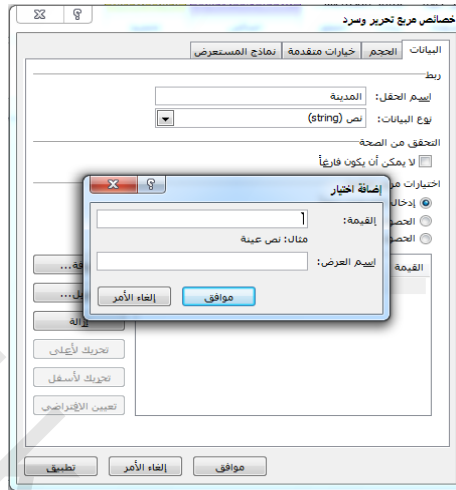 خصائص مربع تحرير وسرد
البيانات الحجم خيارات متقدمة نماذج المستعرض
ربط
اسم الحقل: المدينة
نوع البيانات: نص (string)
التحقق من الصحة
لا يمكن أن يكون فارغاً
اختيارات
إضافة اختيار
القيمة:
مثال: نص عينة
اسم العرض:
موافق إلغاء الأمر
القيمة
تحريك لأعلى
تحريك لأسفل
تعيين الافتراضي
موافق إلغاء الأمر تطبيق